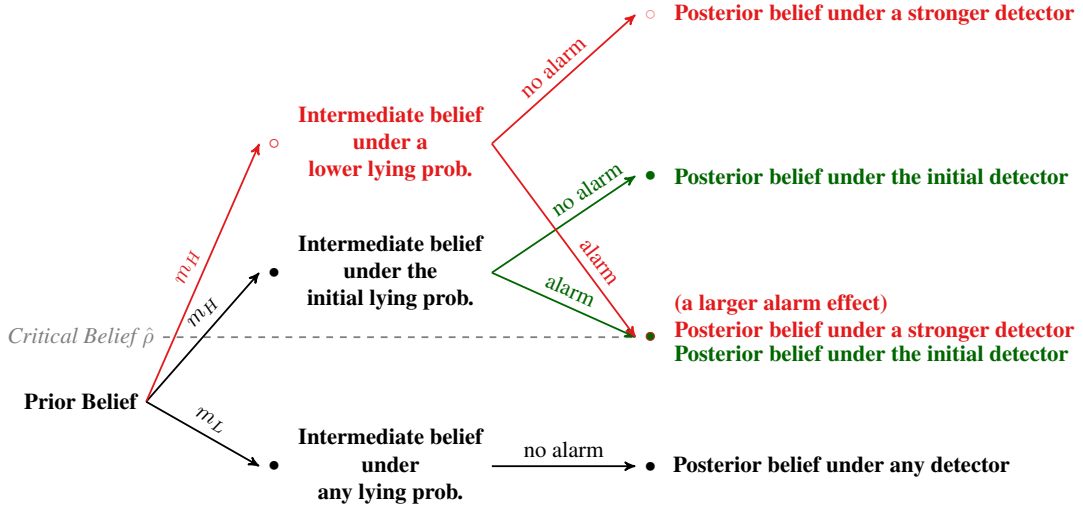 Posterior belief under a stronger detector
no alarm
Intermediate belief
under a
lower lying prob.
Posterior belief under the initial detector
no alarm
m_H
Intermediate belief
under the
initial lying prob.
alarm
alarm
m_H
(a larger alarm effect)
Critical Belief ρ̂
Posterior belief under a stronger detector
Posterior belief under the initial detector
Prior Belief
m_L
Intermediate belief
under
any lying prob.
no alarm
Posterior belief under any detector